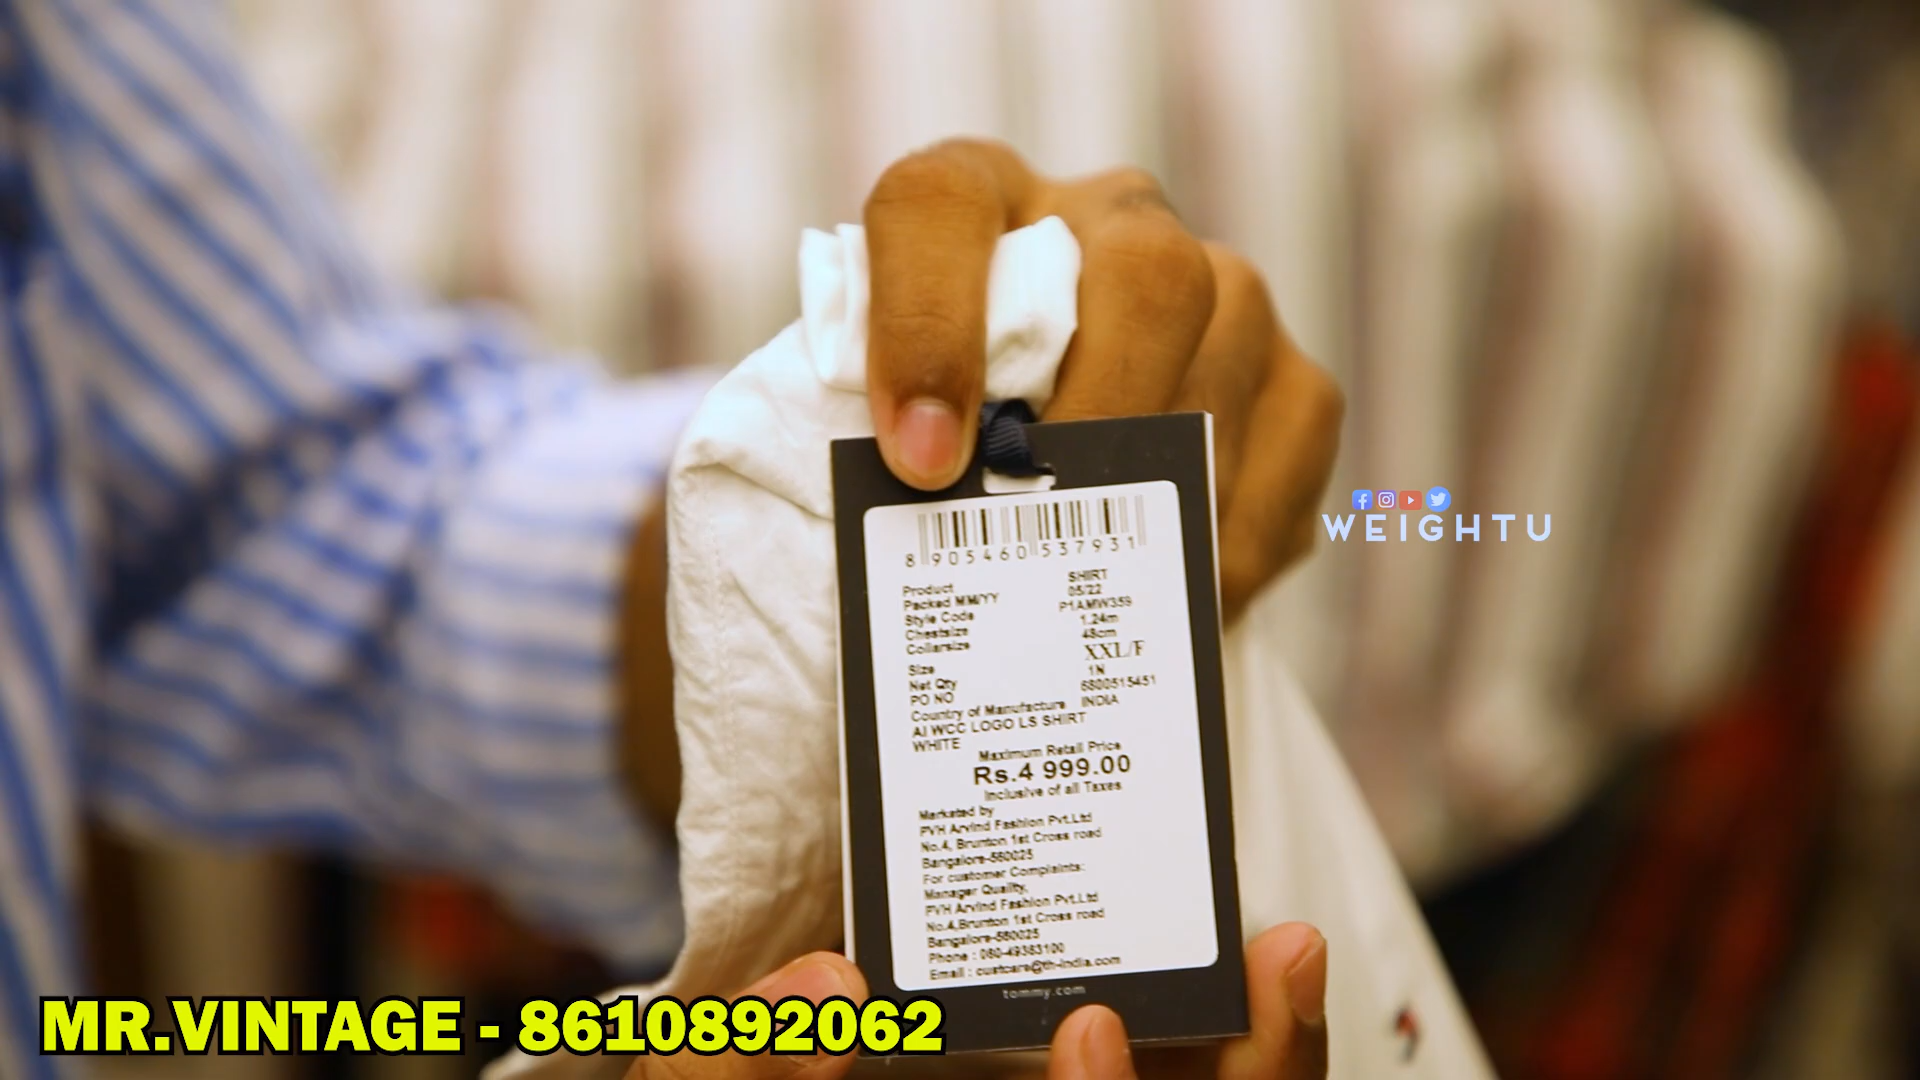 WEIGHTU
8 905460 537931
Product SHIRT
Packed MM/YY 05/22
Style Code P1AMW359
Chestsize 1.24m
Collarsize 48cm
Size XXL/F
Net Qty 1N
PO NO 6800515451
Country of Manufacture INDIA
AI WCC LOGO LS SHIRT
WHITE
Maximum Retail Price
Rs.4 999.00
Inclusive of all Taxes
Marketed by
PVH Arvind Fashion Pvt.Ltd
No.4, Brunton 1st Cross road
Bangalore-560025
For customer Complaints:
Manager Quality,
PVH Arvind Fashion Pvt.Ltd
No.4,Brunton 1st Cross road
Bangalore-560025
Phone : 080-49383100
Email : custcare@th-india.com
tommy.com
MR.VINTAGE - 8610892062